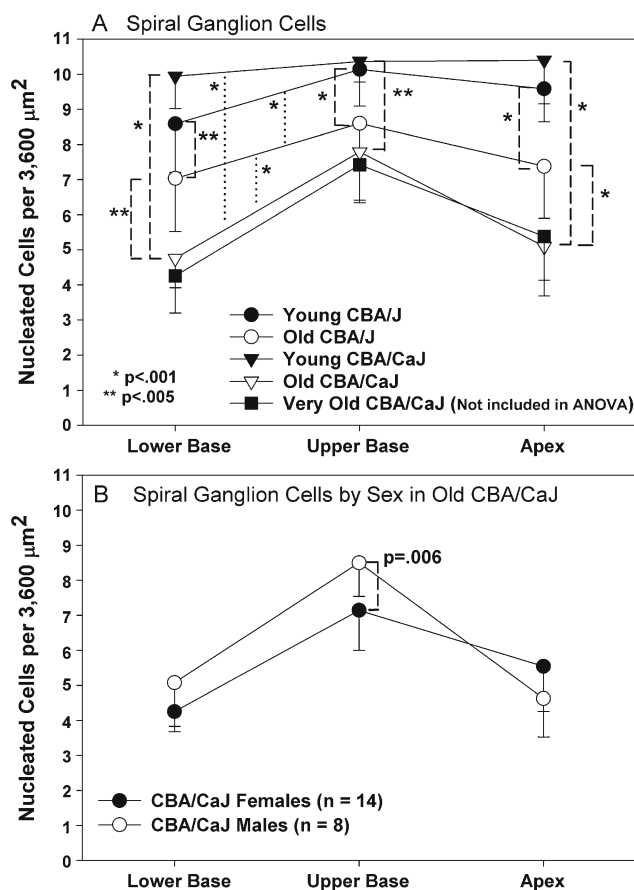 A Spiral Ganglion Cells
Nucleated Cells per 3,600 μm²
11
10
9
8
7
6
5
4
3
2
1
0
*
**
**
*
*
*
*
**
*
*
*
Young CBA/J
Old CBA/J
Young CBA/CaJ
Old CBA/CaJ
Very Old CBA/CaJ (Not included in ANOVA)
* p<.001
** p<.005
Lower Base Upper Base Apex
B Spiral Ganglion Cells by Sex in Old CBA/CaJ
Nucleated Cells per 3,600 μm²
11
10
9
8
7
6
5
4
3
2
1
0
p=.006
CBA/CaJ Females (n = 14)
CBA/CaJ Males (n = 8)
Lower Base Upper Base Apex